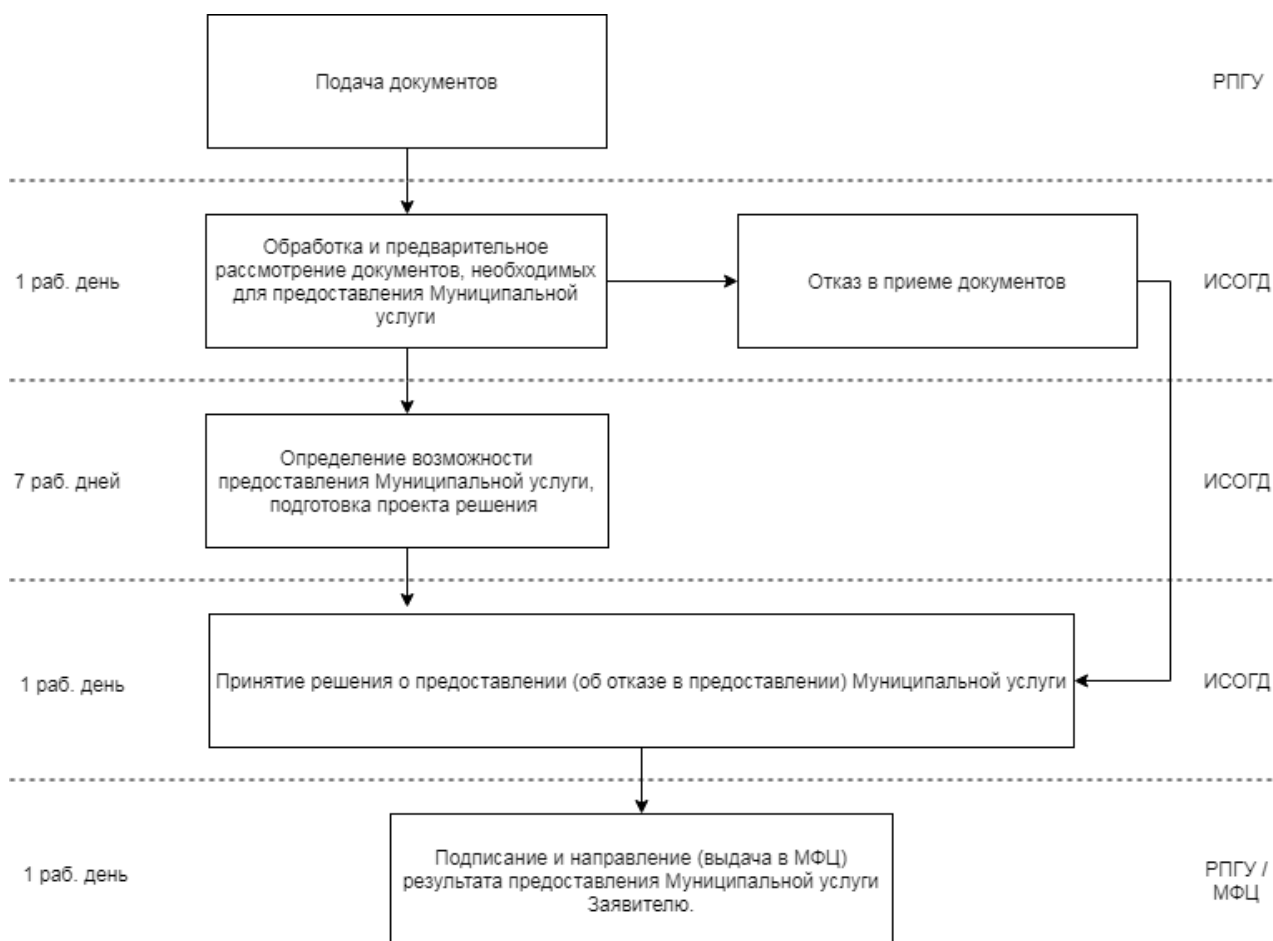 Подача документов
РПГУ
1 раб. день
Обработка и предварительное
рассмотрение документов, необходимых
для предоставления Муниципальной
услуги
Отказ в приеме документов
ИСОГД
7 раб. дней
Определение возможности
предоставления Муниципальной услуги,
подготовка проекта решения
ИСОГД
1 раб. день
Принятие решения о предоставлении (об отказе в предоставлении) Муниципальной услуги
ИСОГД
1 раб. день
Подписание и направление (выдача в МФЦ)
результата предоставления Муниципальной услуги
Заявителю.
РПГУ /
МФЦ